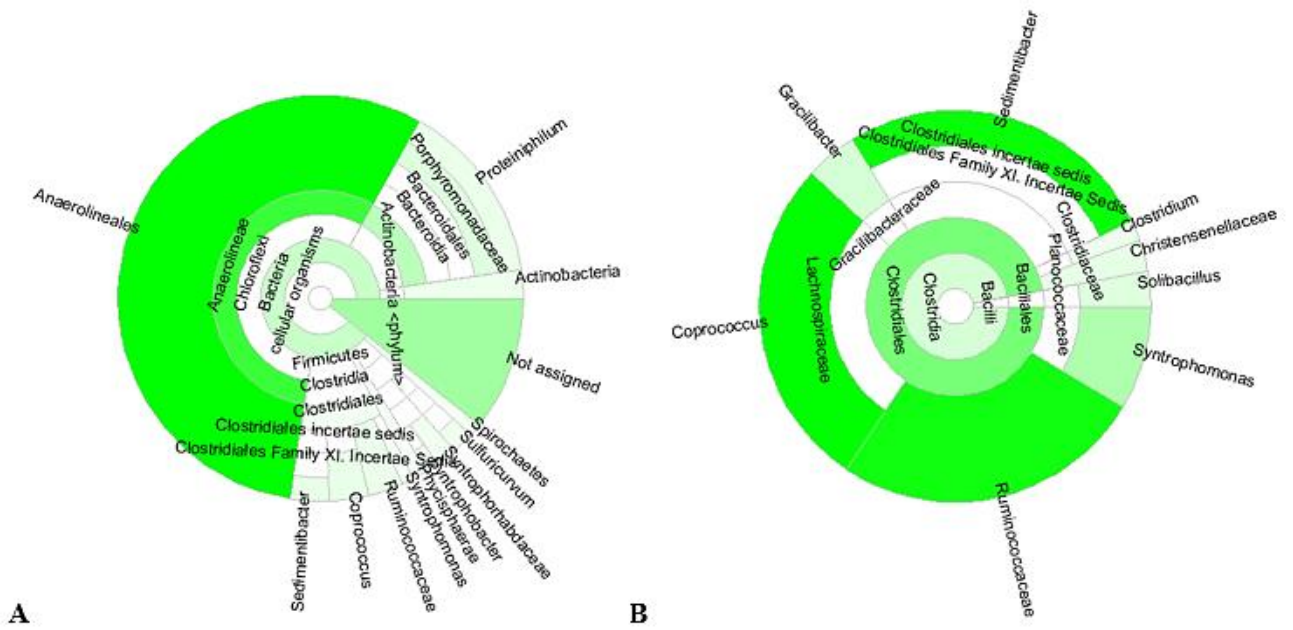 Anaerolineales
Anaerolineae
Chloroflexi
Bacteria
cellular organisms
Actinobacteria <phylum>
Bacteroidia
Bacteroidales
Porphyromonadaceae
Proteiniphilum
Actinobacteria
Not assigned
Spirochaetes
Sulfuricurvum
Syntrophorhabdaceae
Syntrophobacter
Phycisphaerae
Syntrophomonas
Ruminococcaceae
Coprococcus
Sedimentibacter
Firmicutes
Clostridia
Clostridiales
Clostridiales incertae sedis
Clostridiales Family XI. Incertae Sedis
A
Sedimentibacter
Gracilibacter
Clostridiales incertae sedis
Clostridiales Family XI. Incertae Sedis
Gracilibacteraceae
Clostridium
Christensenellaceae
Solibacillus
Clostridiaceae
Planococcaceae
Bacillales
Bacilli
Clostridia
Clostridiales
Lachnospiraceae
Coprococcus
Syntrophomonas
Ruminococcaceae
B